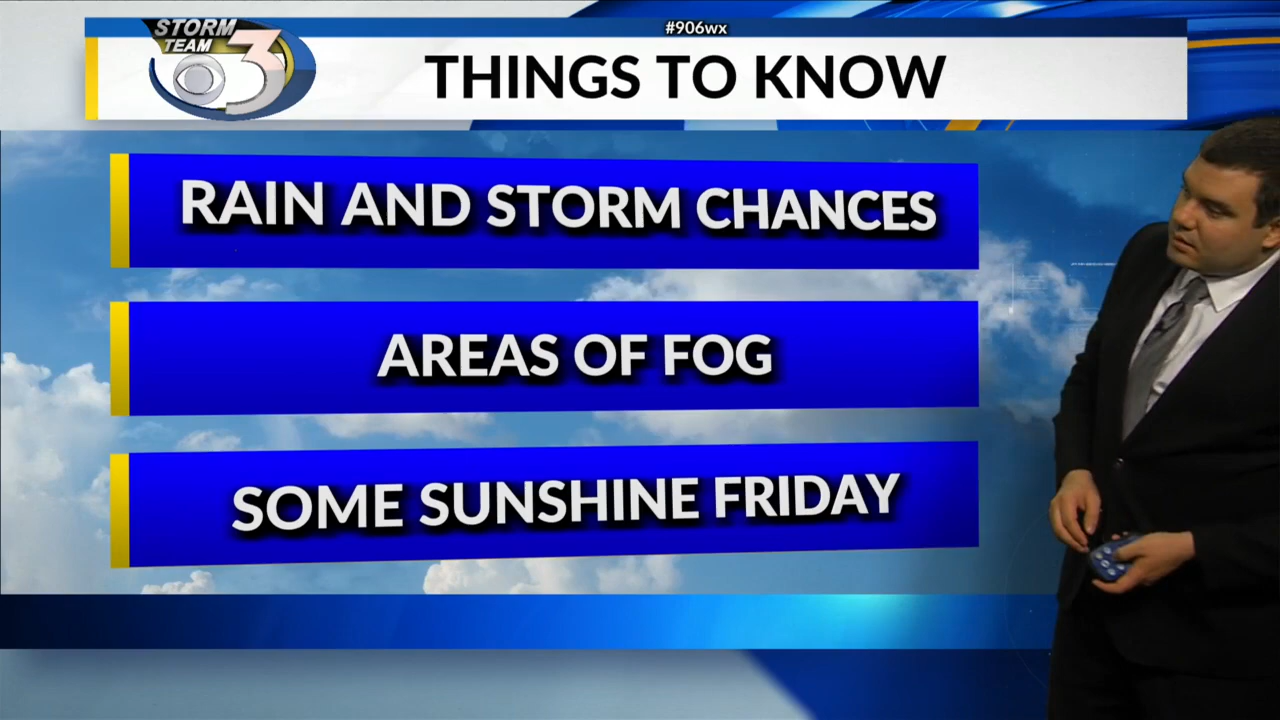 #906wx
STORM
TEAM
3
THINGS TO KNOW
RAIN AND STORM CHANCES
AREAS OF FOG
SOME SUNSHINE FRIDAY